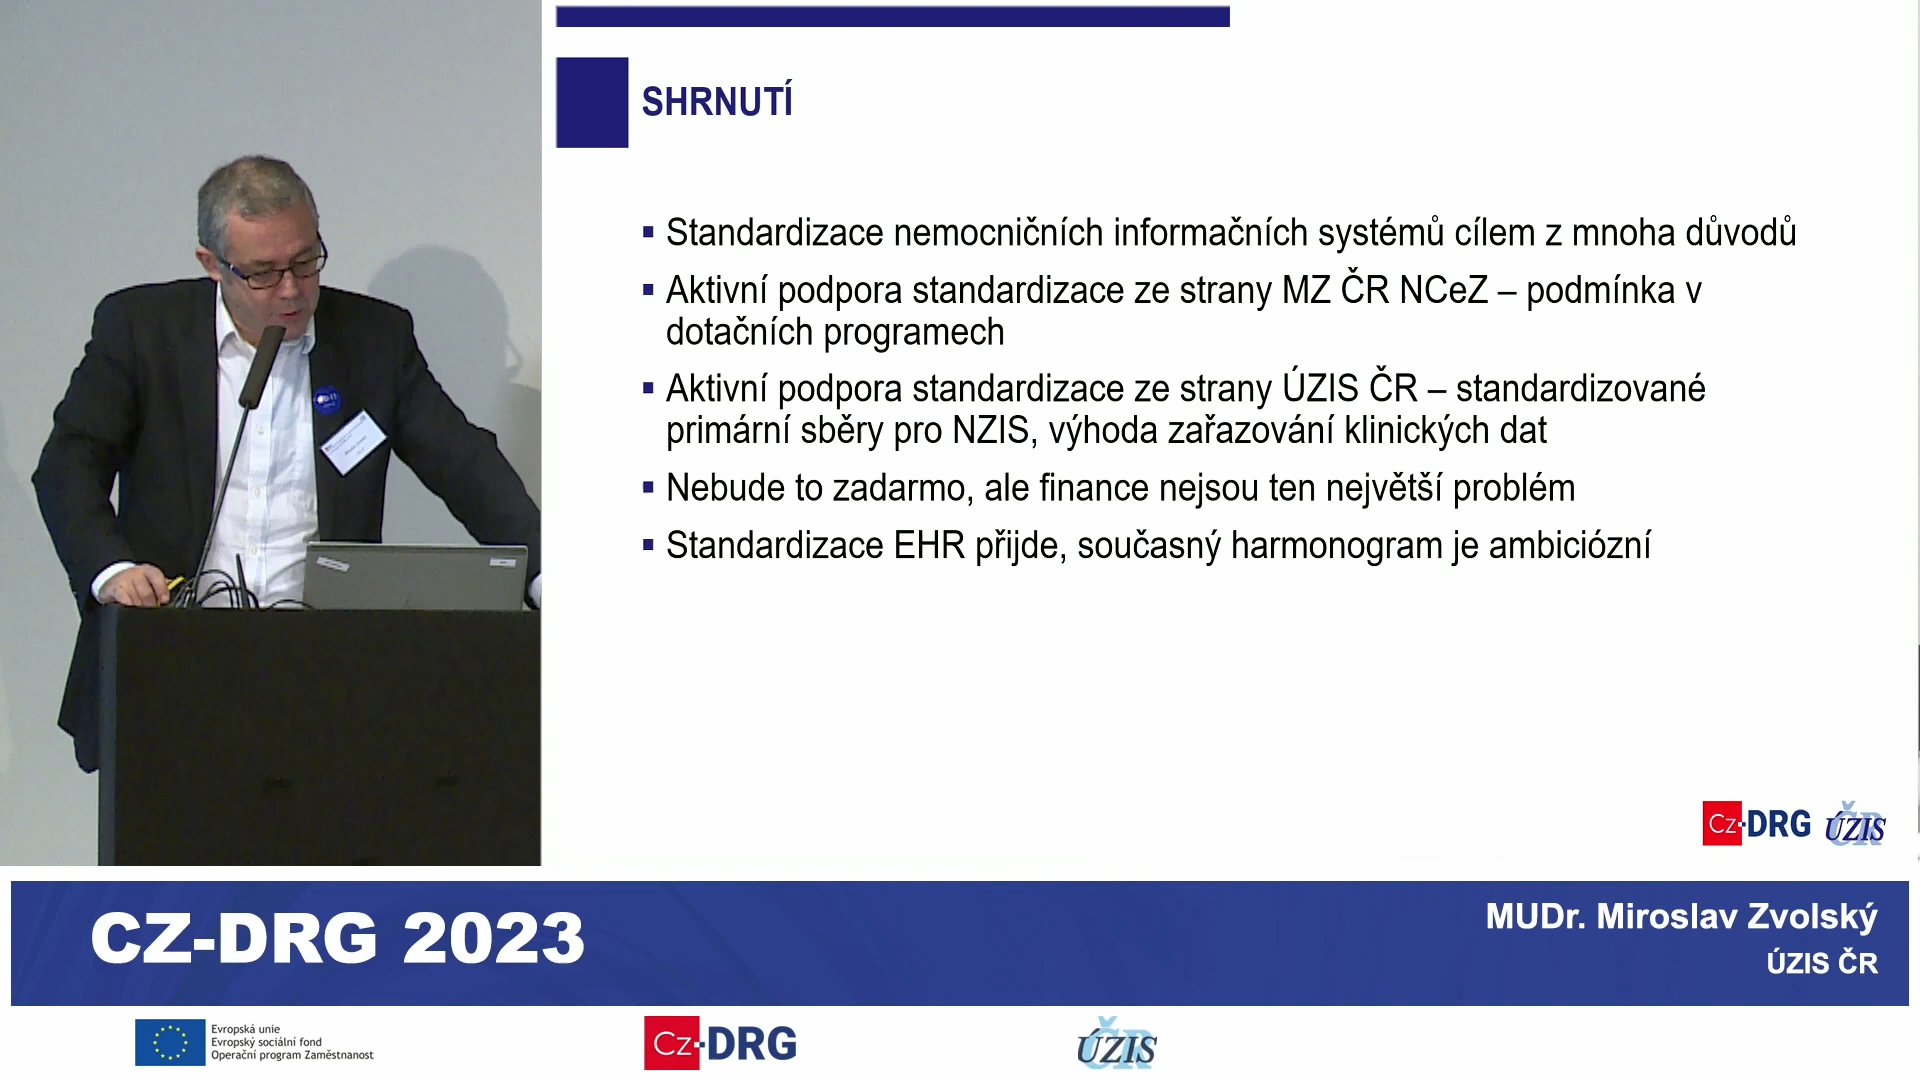 SHRNUTÍ
Standardizace nemocničních informačních systémů cílem z mnoha důvodů
Aktivní podpora standardizace ze strany MZ ČR NCeZ – podmínka v
dotačních programech
Aktivní podpora standardizace ze strany ÚZIS ČR – standardizované
primární sběry pro NZIS, výhoda zařazování klinických dat
Nebude to zadarmo, ale finance nejsou ten největší problém
Standardizace EHR přijde, současný harmonogram je ambiciózní
Cz-DRG ÚZIS ČR
CZ-DRG 2023
MUDr. Miroslav Zvolský
ÚZIS ČR
Evropská unie
Evropský sociální fond
Operační program Zaměstnanost
Cz-DRG
ÚZIS ČR